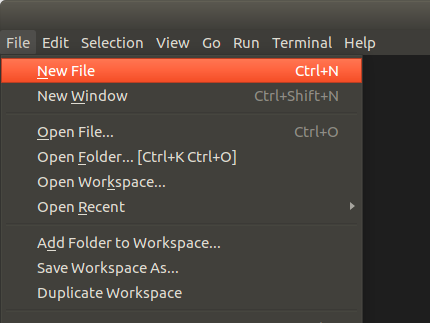 File Edit Selection View Go Run Terminal Help
New File Ctrl+N
New Window Ctrl+Shift+N
Open File... Ctrl+O
Open Folder... [Ctrl+K Ctrl+O]
Open Workspace...
Open Recent
Add Folder to Workspace...
Save Workspace As...
Duplicate Workspace